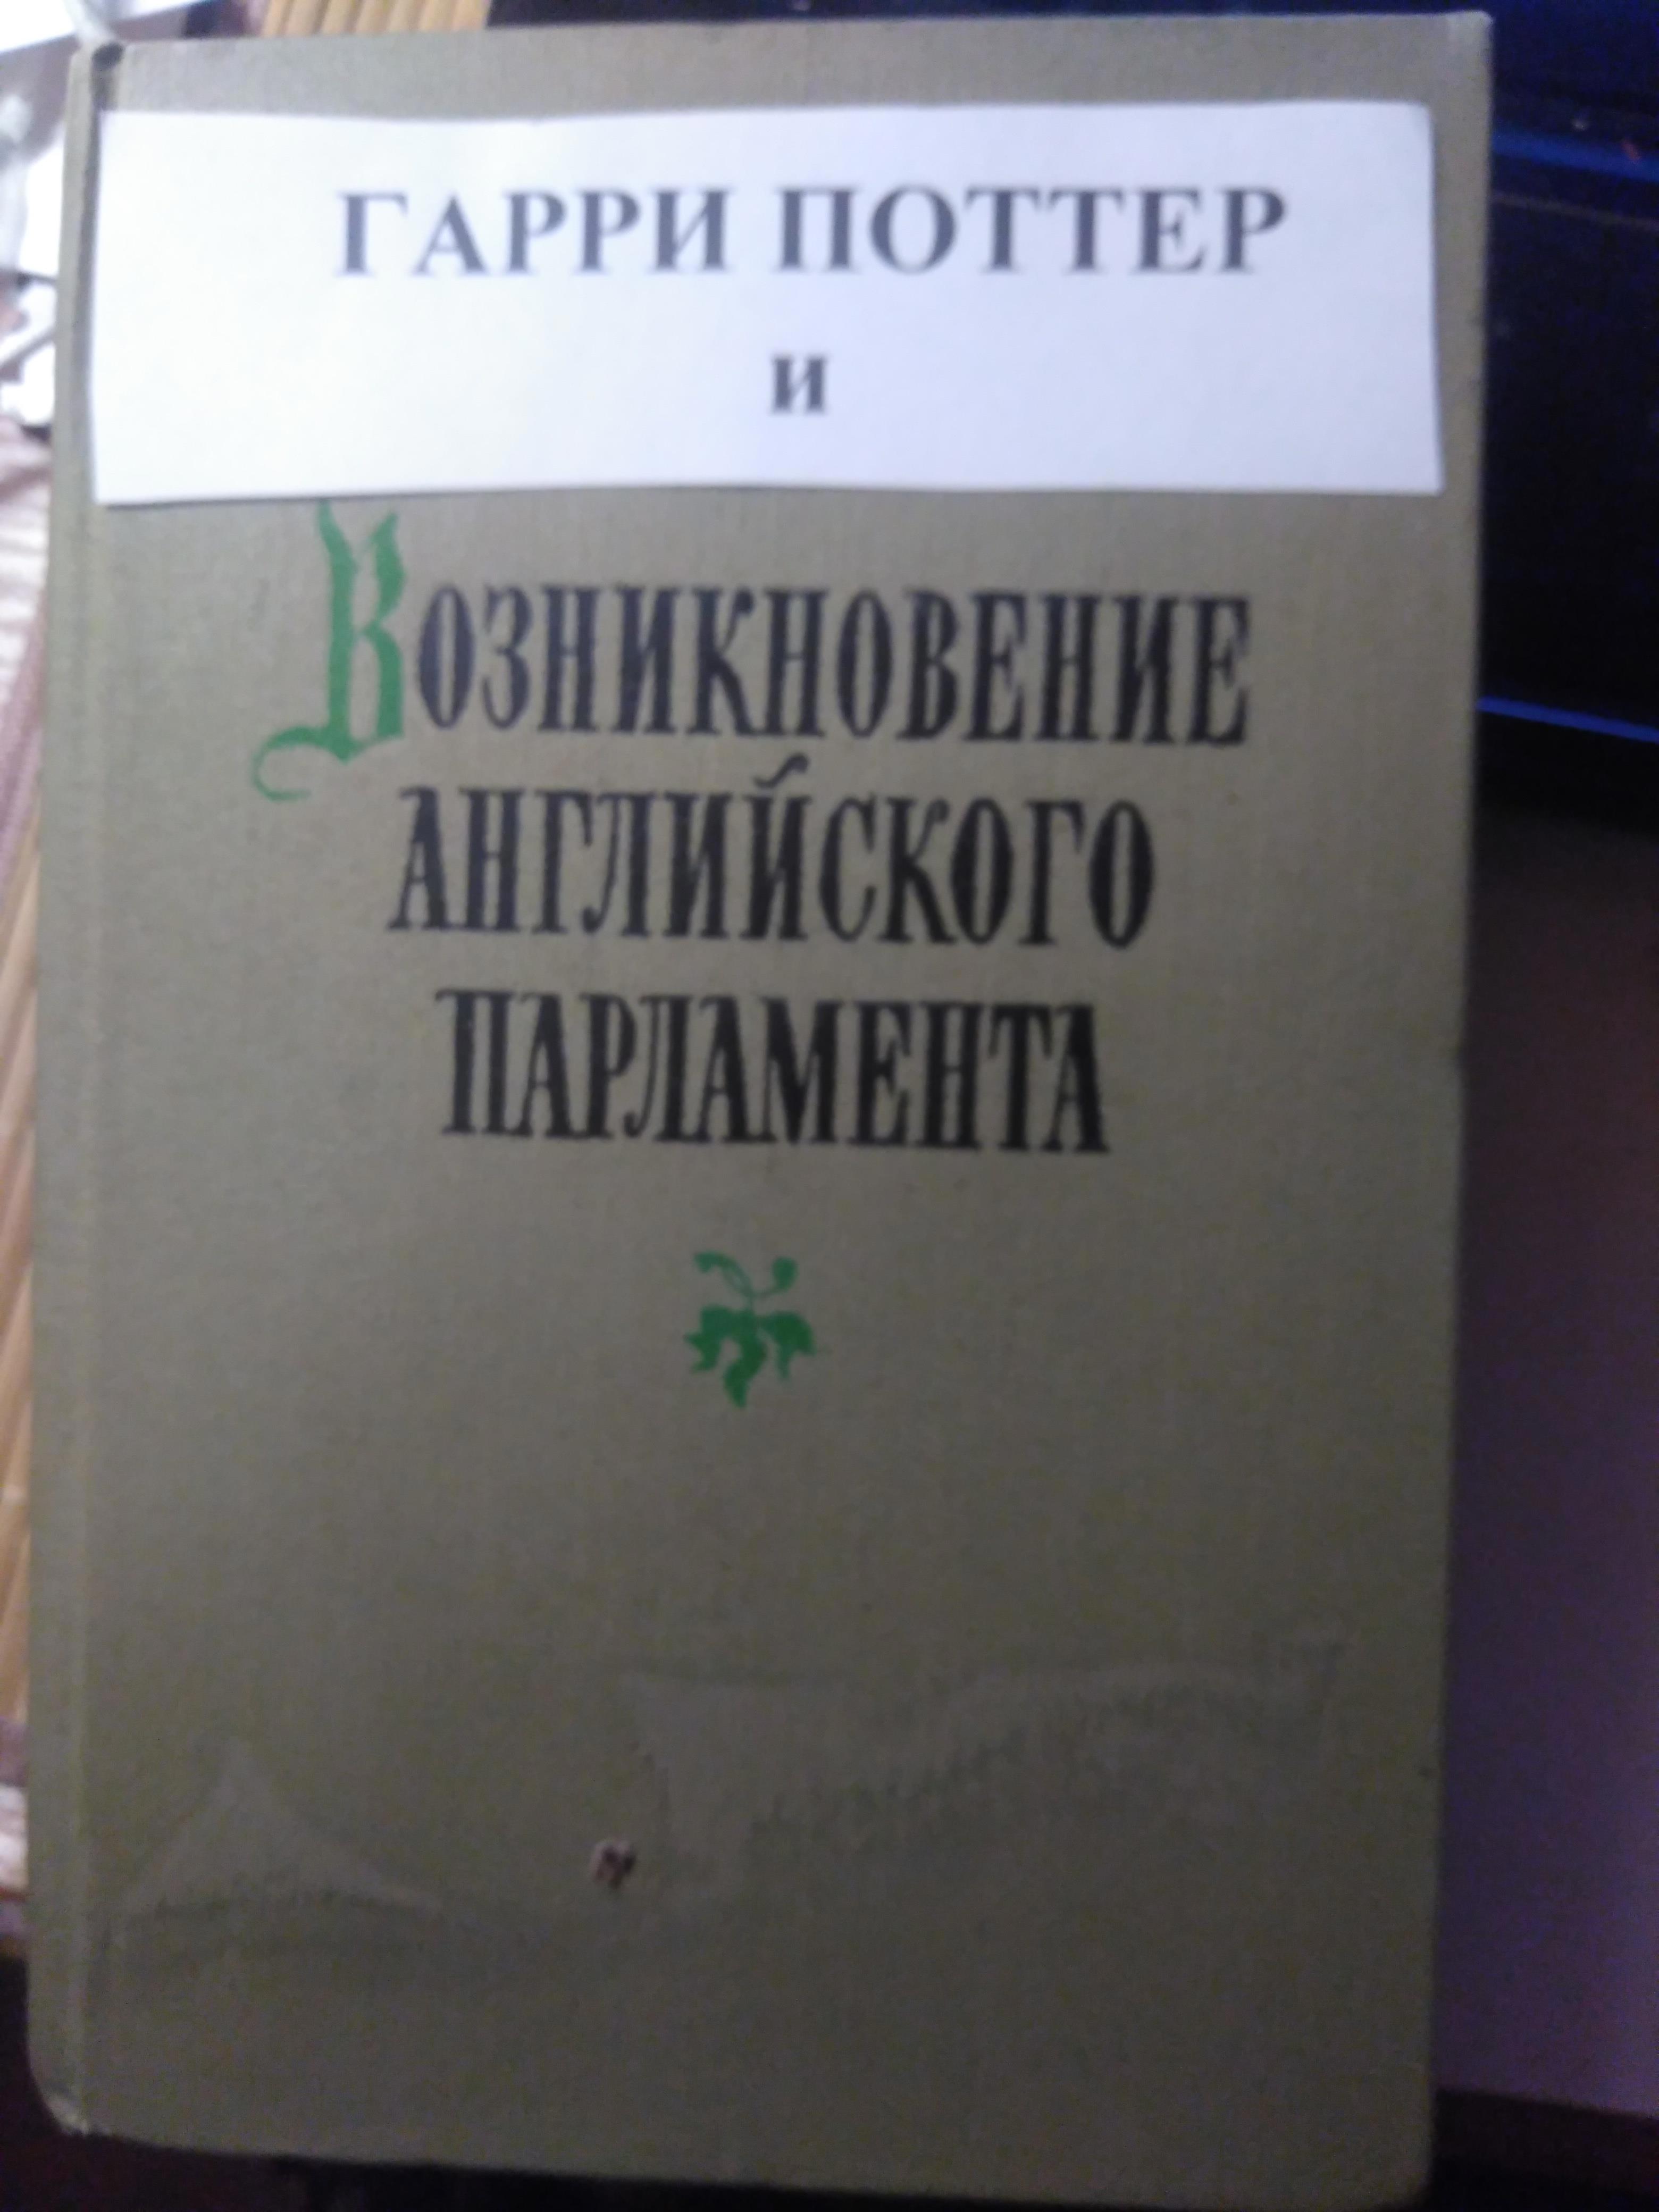 ГАРРИ ПОТТЕР
и
Возникновение
английского
парламента